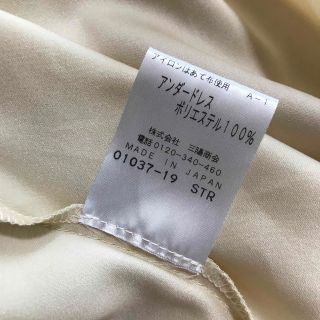 アイロンはあて布使用 A-1
アンダードレス
ポリエステル100%
株式会社 三陽商会
電話0120-340-460
MADE IN JAPAN
01037-19 STR